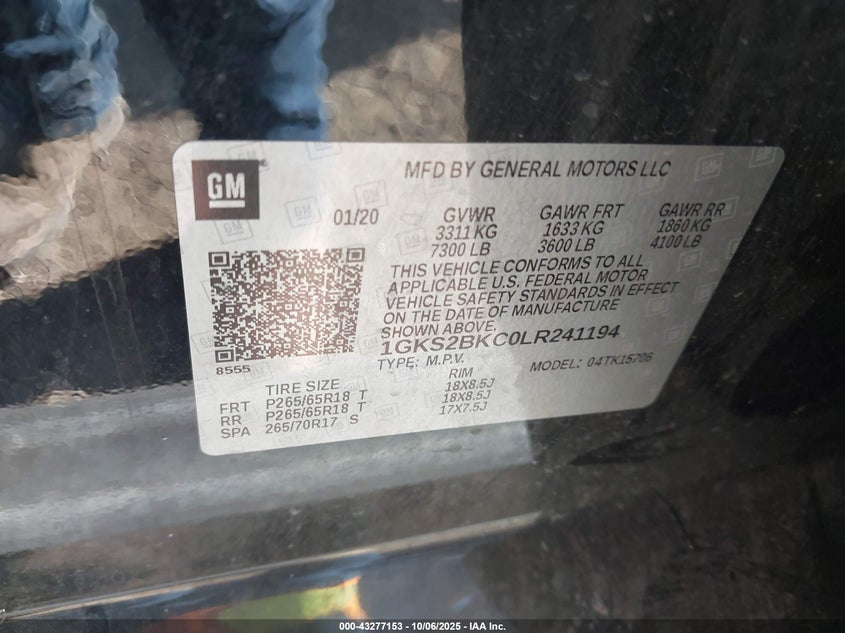 GM
MFD BY GENERAL MOTORS LLC
01/20 GVWR GAWR FRT GAWR RR
3311 KG 1633 KG 1860 KG
7300 LB 3600 LB 4100 LB
THIS VEHICLE CONFORMS TO ALL
APPLICABLE U.S. FEDERAL MOTOR
VEHICLE SAFETY STANDARDS IN EFFECT
ON THE DATE OF MANUFACTURE
SHOWN ABOVE.
1GKS2BKC0LR241194
8555
TYPE: M.P.V. MODEL: 04TK15706
TIRE SIZE RIM
FRT P265/65R18 T 18X8.5J
RR P265/65R18 T 18X8.5J
SPA 265/70R17 S 17X7.5J
000-43277153 - 10/06/2025 - IAA Inc.